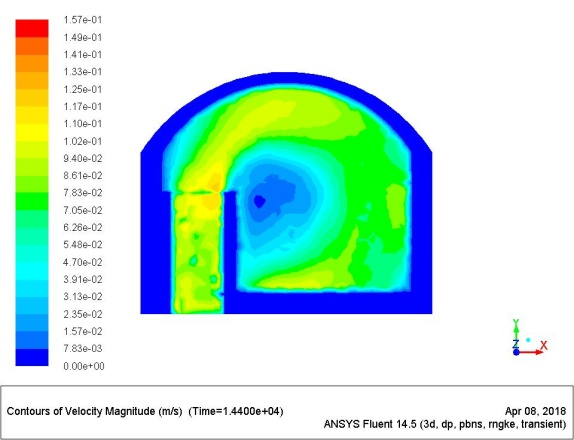 1.57e-01
1.49e-01
1.41e-01
1.33e-01
1.25e-01
1.17e-01
1.10e-01
1.02e-01
9.40e-02
8.61e-02
7.83e-02
7.05e-02
6.26e-02
5.48e-02
4.70e-02
3.91e-02
3.13e-02
2.35e-02
1.57e-02
7.83e-03
0.00e+00
Y
Z
X
Contours of Velocity Magnitude (m/s) (Time=1.4400e+04)
Apr 08, 2018
ANSYS Fluent 14.5 (3d, dp, pbns, rngke, transient)